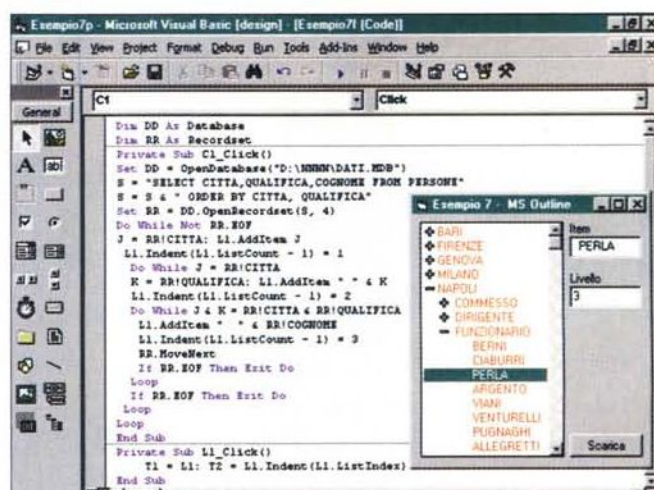 Esempio7p - Microsoft Visual Basic [design] - [Esempio7f (Code)]
File Edit View Project Format Debug Run Tools Add-Ins Window Help
General
C1
Click
Dim DD As Database
Dim RR As Recordset
Private Sub C1_Click()
Set DD = OpenDatabase("D:\NNNN\DATI.MDB")
S = "SELECT CITTA,QUALIFICA,COGNOME FROM PERSONE"
S = S & " ORDER BY CITTA, QUALIFICA"
Set RR = DD.OpenRecordset(S, 4)
Do While Not RR.EOF
J = RR!CITTA: L1.AddItem J
L1.Indent(L1.ListCount - 1) = 1
Do While J = RR!CITTA
K = RR!QUALIFICA: L1.AddItem " " & K
L1.Indent(L1.ListCount - 1) = 2
Do While J & K = RR!CITTA & RR!QUALIFICA
L1.AddItem "  " & RR!COGNOME
L1.Indent(L1.ListCount - 1) = 3
RR.MoveNext
If RR.EOF Then Exit Do
Loop
If RR.EOF Then Exit Do
Loop
Loop
End Sub
Private Sub L1_Click()
T1 = L1: T2 = L1.Indent(L1.ListIndex)
End Sub
Esempio 7 - MS Outline
BARI
FIRENZE
GENOVA
MILANO
NAPOLI
COMMESSO
DIRIGENTE
FUNZIONARIO
BERNI
CIABURRI
PERLA
ARGENTO
VIANI
VENTURELLI
PUGNAGHI
ALLEGRETTI
Item
PERLA
Livello
3
Scarica